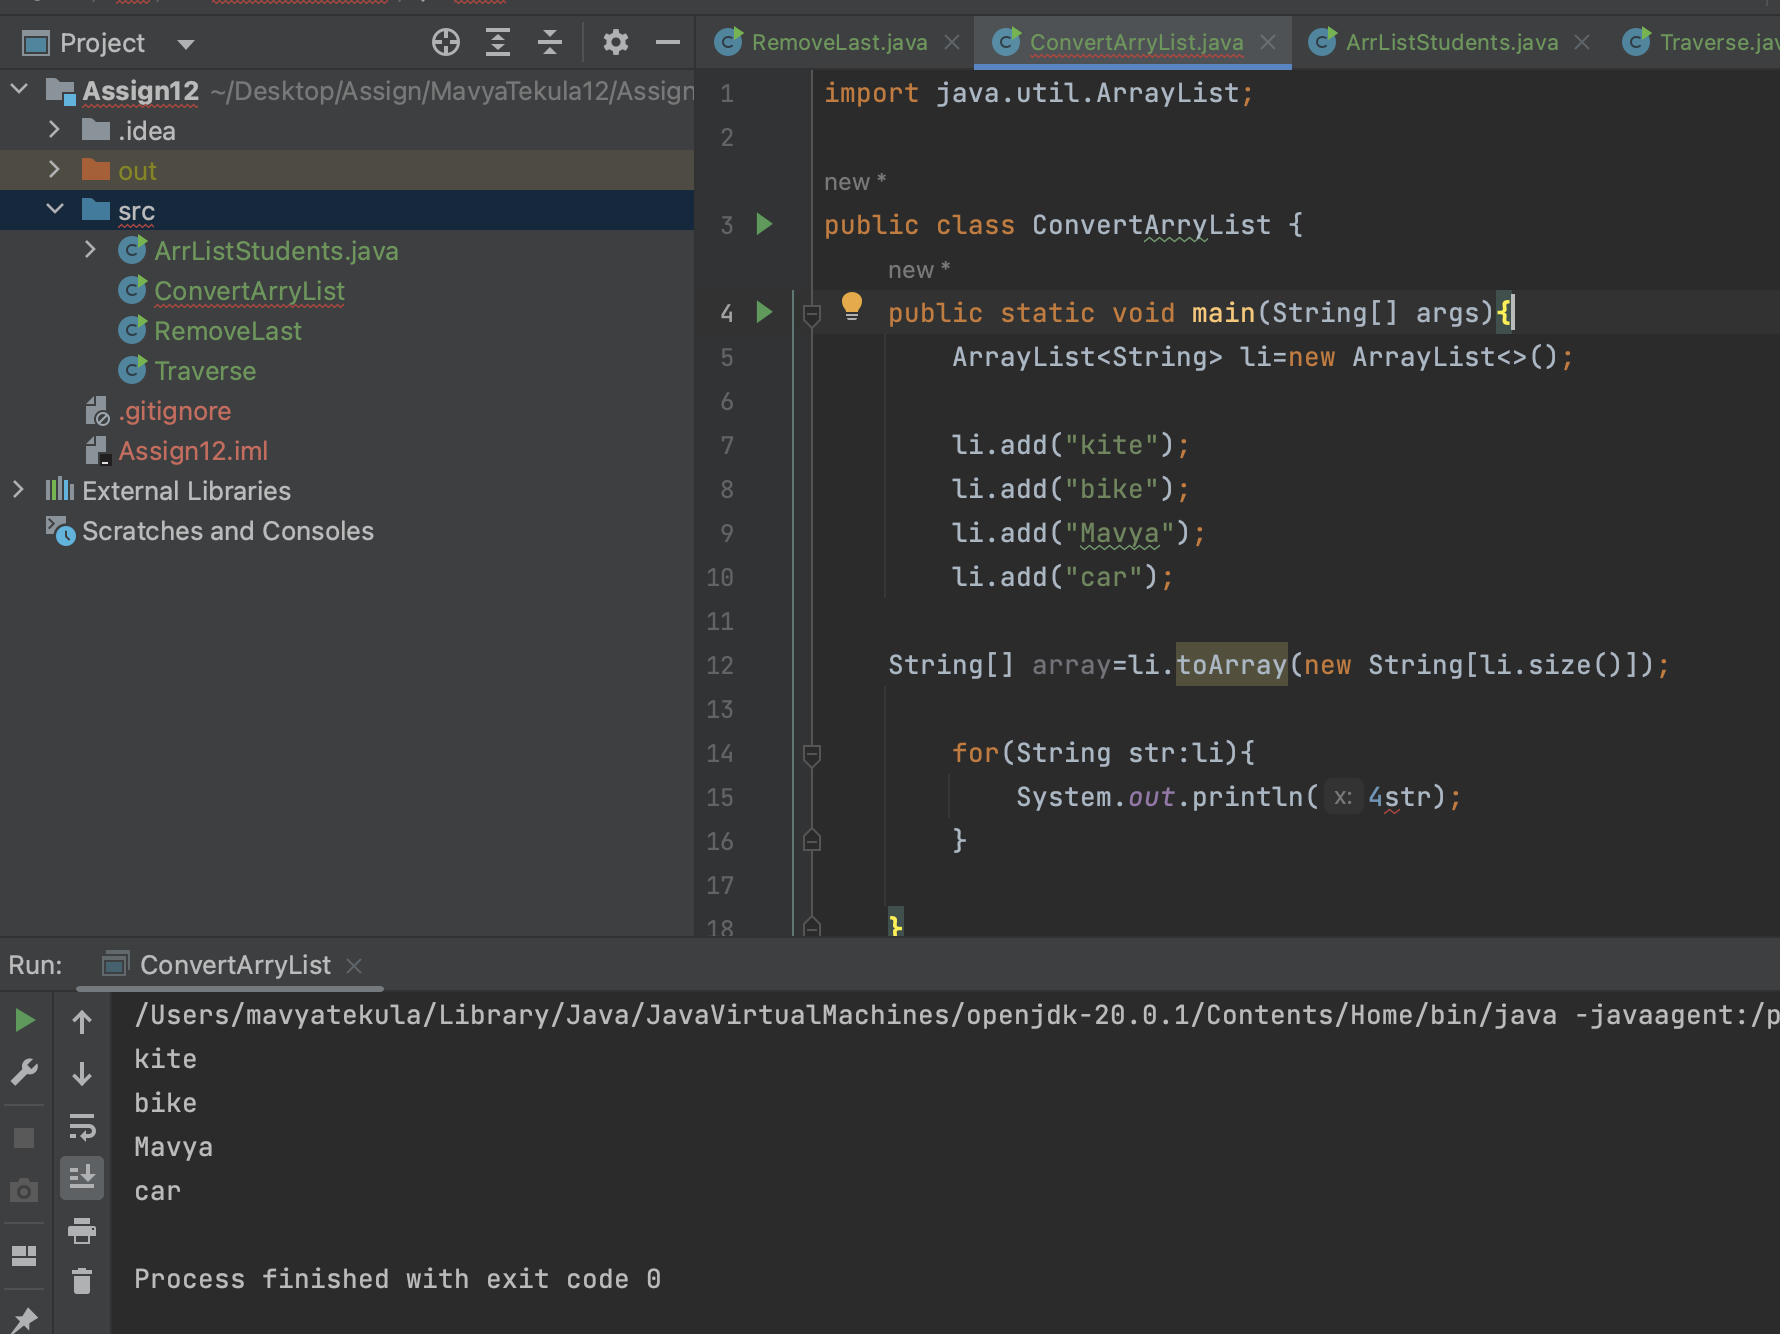 Project
RemoveLast.java
ConvertArryList.java
ArrListStudents.java
Traverse.jav
Assign12 ~/Desktop/Assign/MavyaTekula12/Assign
.idea
out
src
ArrListStudents.java
ConvertArryList
RemoveLast
Traverse
.gitignore
Assign12.iml
External Libraries
Scratches and Consoles
1 import java.util.ArrayList;
2
new *
3 public class ConvertArryList {
new *
4 public static void main(String[] args){
5 ArrayList<String> li=new ArrayList<>();
6
7 li.add("kite");
8 li.add("bike");
9 li.add("Mavya");
10 li.add("car");
11
12 String[] array=li.toArray(new String[li.size()]);
13
14 for(String str:li){
15 System.out.println( x: 4str);
16 }
17
18 }
Run: ConvertArryList
/Users/mavyatekula/Library/Java/JavaVirtualMachines/openjdk-20.0.1/Contents/Home/bin/java -javaagent:/p
kite
bike
Mavya
car
Process finished with exit code 0